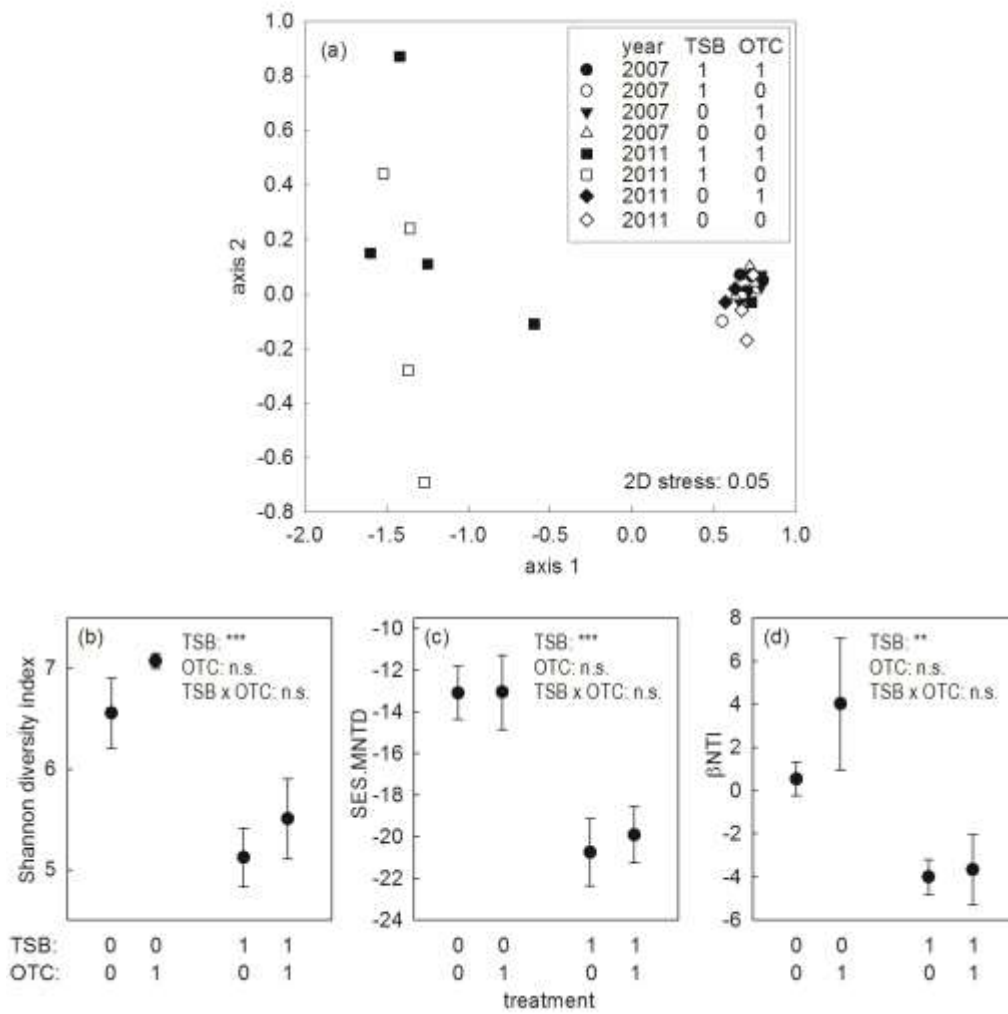 (a)
year TSB OTC
2007 1 1
2007 1 0
2007 0 1
2007 0 0
2011 1 1
2011 1 0
2011 0 1
2011 0 0
1.0
0.8
0.6
0.4
0.2
0.0
-0.2
-0.4
-0.6
-0.8
axis 2
2D stress: 0.05
-2.0 -1.5 -1.0 -0.5 0.0 0.5 1.0
axis 1
(b)
TSB: ***
OTC: n.s.
TSB x OTC: n.s.
7
6
5
Shannon diversity index
(c)
TSB: ***
OTC: n.s.
TSB x OTC: n.s.
-10
-12
-14
-16
-18
-20
-22
-24
SES.MNTD
(d)
TSB: **
OTC: n.s.
TSB x OTC: n.s.
8
6
4
2
0
-2
-4
-6
βNTI
TSB: 0 0 1 1 0 0 1 1 0 0 1 1
OTC: 0 1 0 1 0 1 0 1 0 1 0 1
treatment